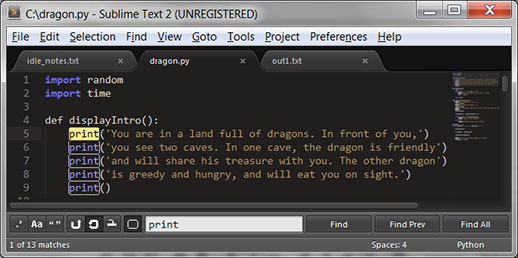 C:\dragon.py - Sublime Text 2 (UNREGISTERED)
File Edit Selection Find View Goto Tools Project Preferences Help
idle_notes.txt dragon.py out1.txt
1 import random
2 import time
3
4 def displayIntro():
5 print('You are in a land full of dragons. In front of you,')
6 print('you see two caves. In one cave, the dragon is friendly')
7 print('and will share his treasure with you. The other dragon')
8 print('is greedy and hungry, and will eat you on sight.')
9 print()
.* Aa “” print Find Find Prev Find All
1 of 13 matches Spaces: 4 Python